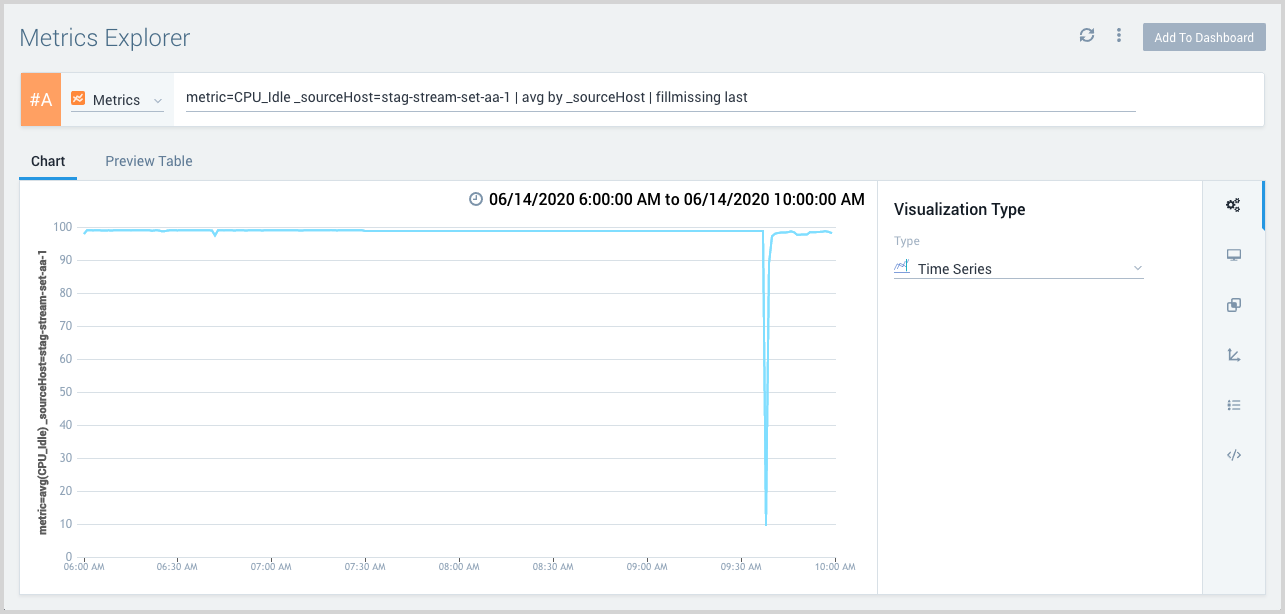 Metrics Explorer
Add To Dashboard
#A
Metrics
metric=CPU_Idle _sourceHost=stag-stream-set-aa-1 | avg by _sourceHost | fillmissing last
Chart
Preview Table
06/14/2020 6:00:00 AM to 06/14/2020 10:00:00 AM
metric=avg(CPU_Idle) _sourceHost=stag-stream-set-aa-1
100
90
80
70
60
50
40
30
20
10
0
06:00 AM
06:30 AM
07:00 AM
07:30 AM
08:00 AM
08:30 AM
09:00 AM
09:30 AM
10:00 AM
Visualization Type
Type
Time Series